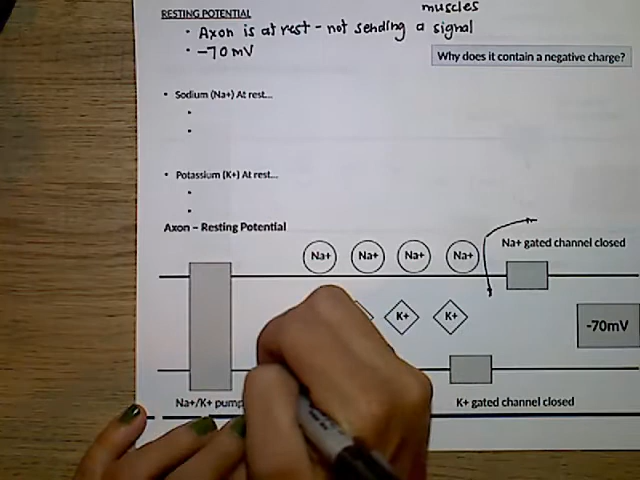 muscles
RESTING POTENTIAL
• Axon is at rest - not sending a signal
• -70mV
Why does it contain a negative charge?
• Sodium (Na+) At rest...
• Potassium (K+) At rest...
Axon – Resting Potential
Na+ Na+ Na+ Na+
Na+ gated channel closed
K+ K+
-70mV
Na+/K+ pump
K+ gated channel closed